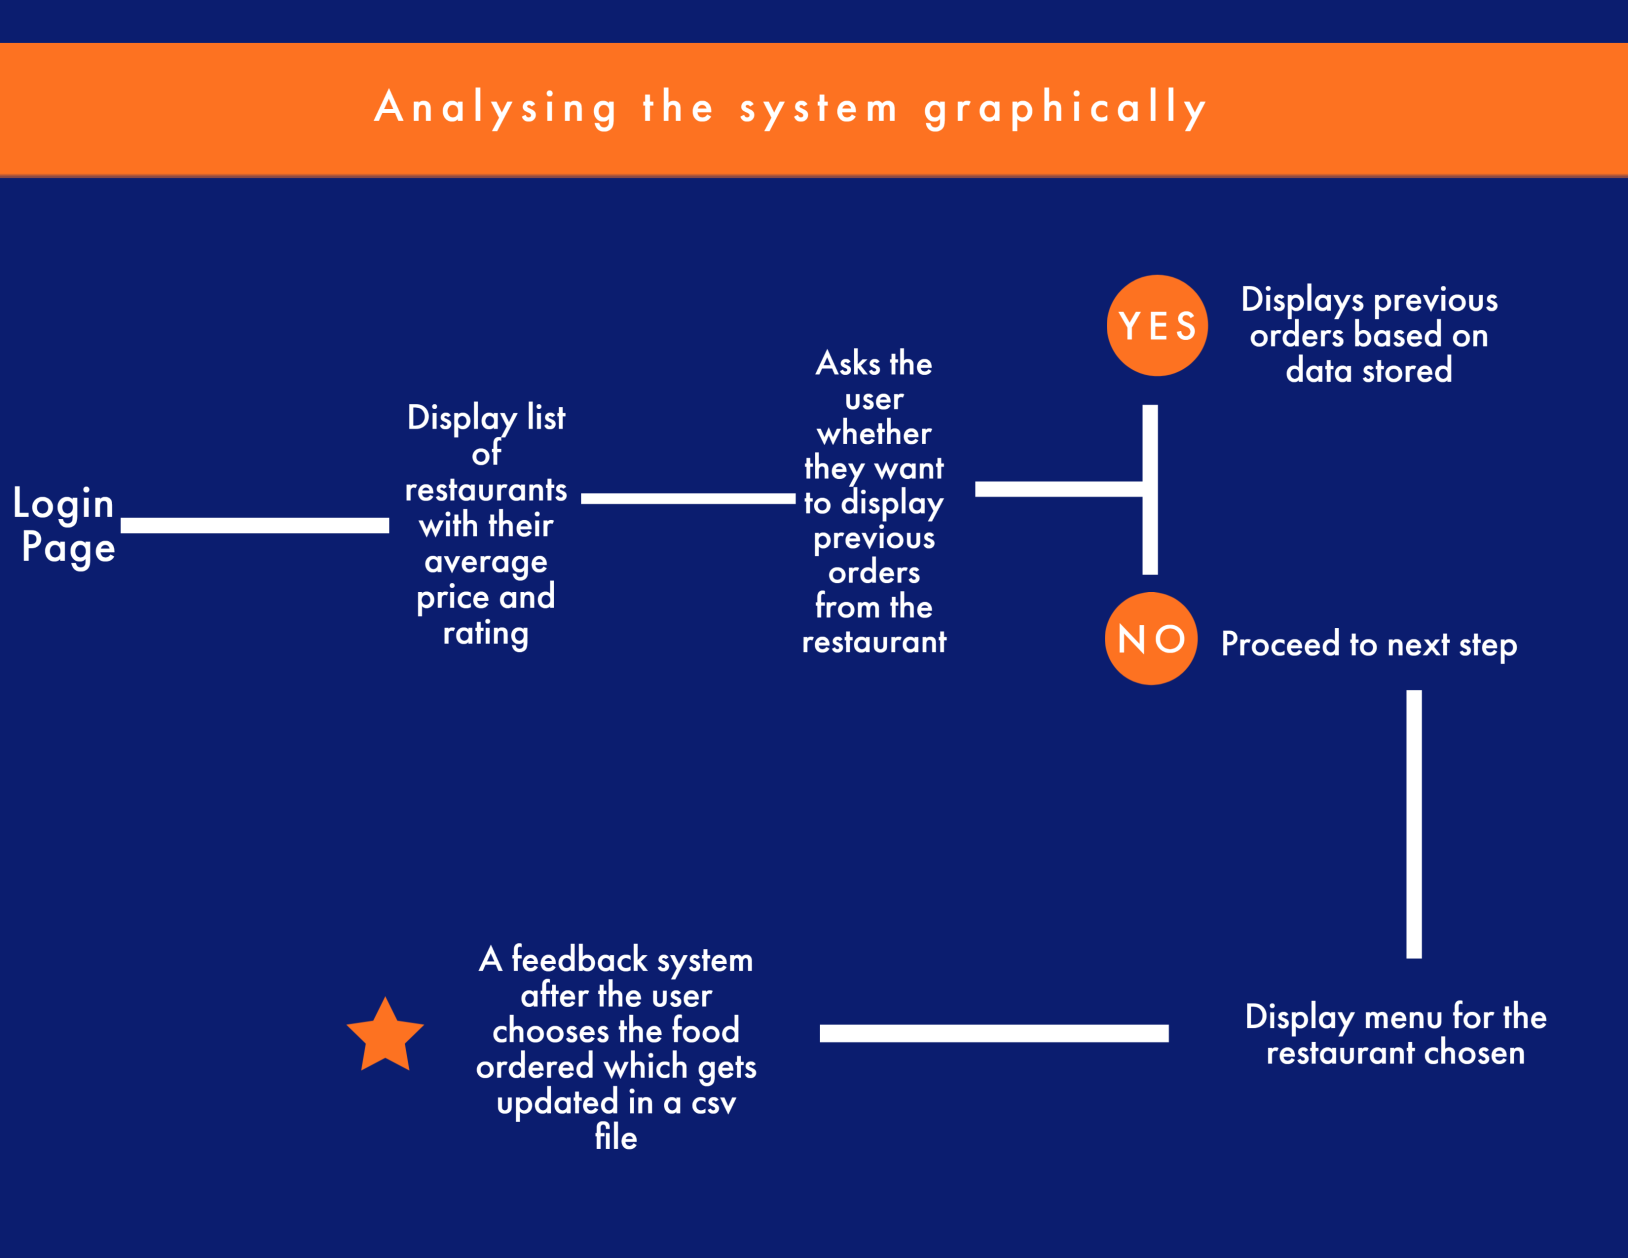 Analysing the system graphically
Login
Page
Display list
of
restaurants
with their
average
price and
rating
Asks the
user
whether
they want
to display
previous
orders
from the
restaurant
YES
Displays previous
orders based on
data stored
NO
Proceed to next step
Display menu for the
restaurant chosen
A feedback system
after the user
chooses the food
ordered which gets
updated in a csv
file